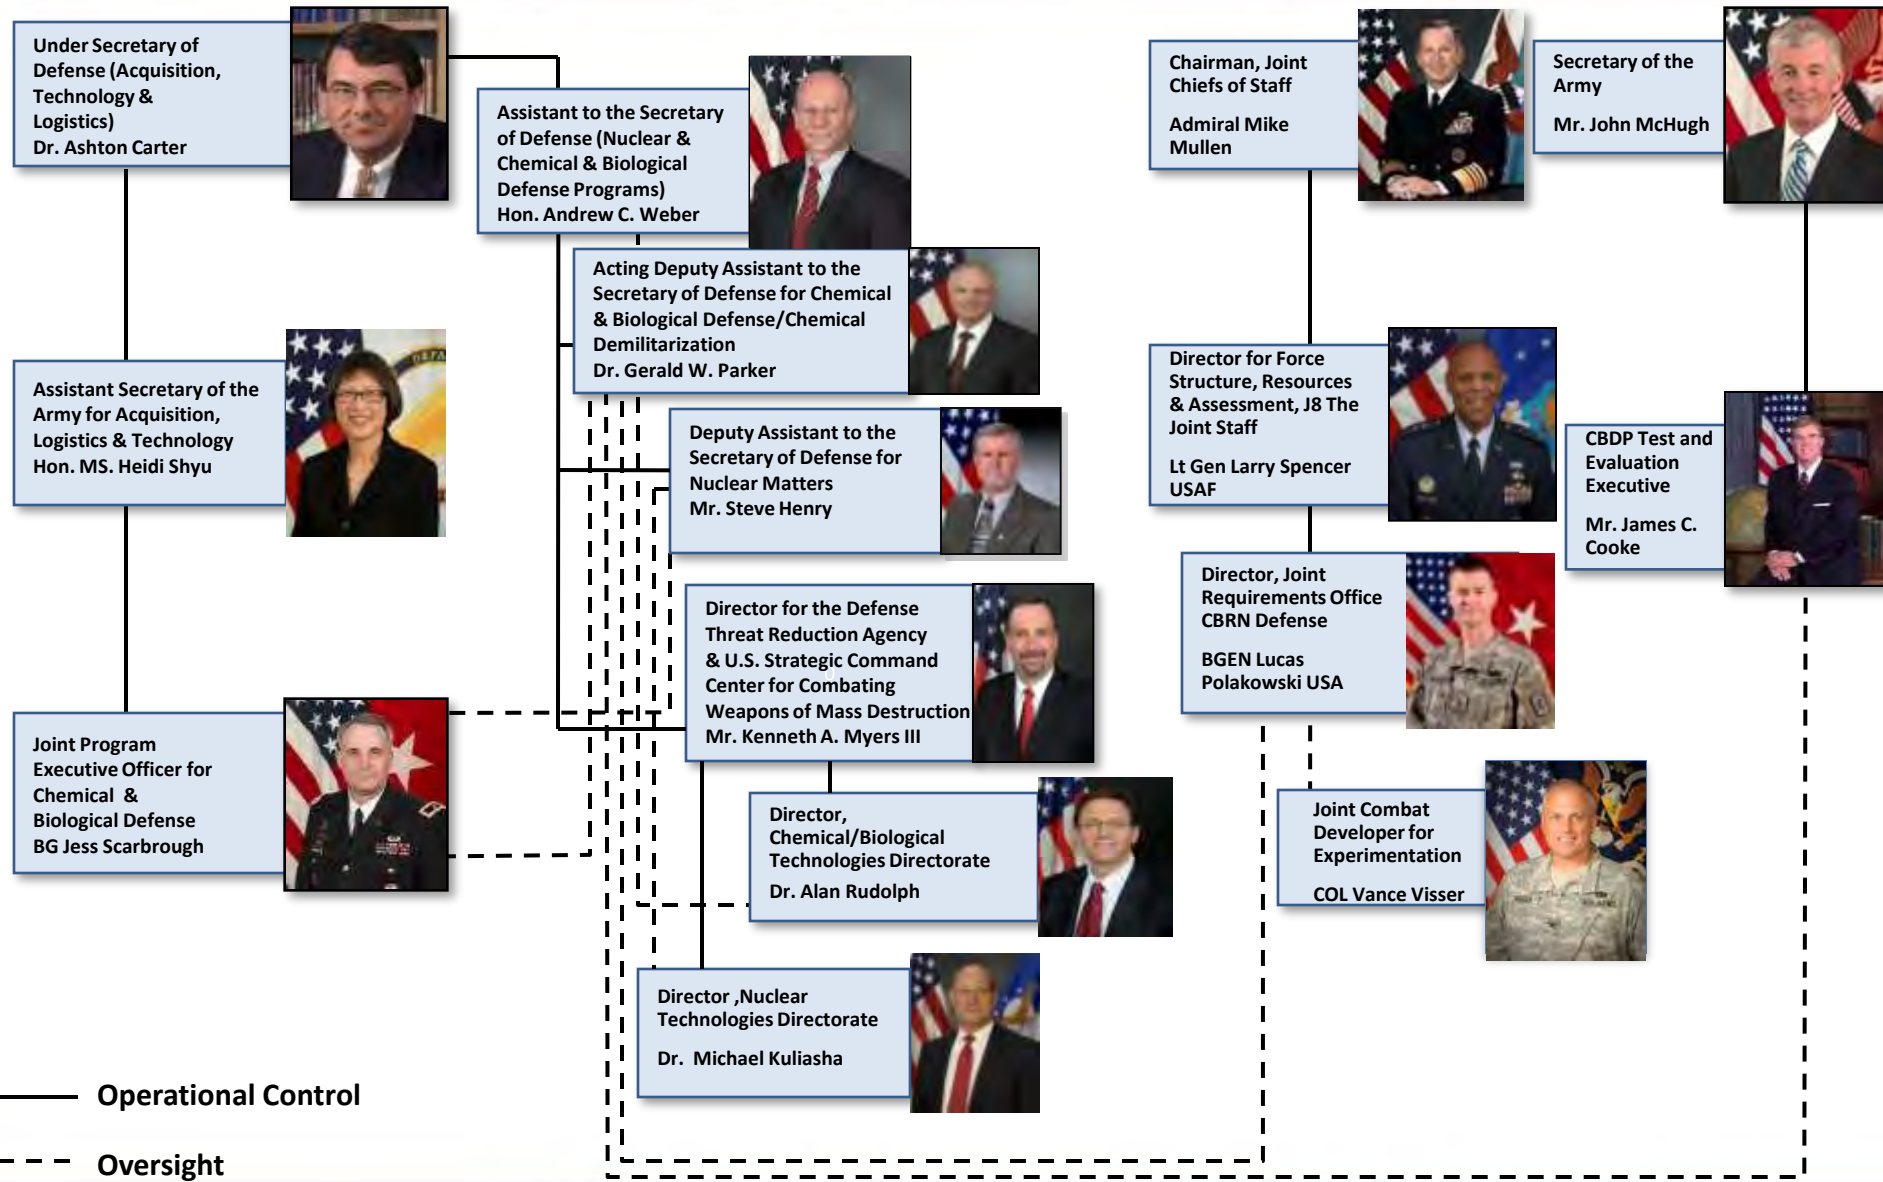 Under Secretary of
Defense (Acquisition,
Technology &
Logistics)
Dr. Ashton Carter
Assistant to the Secretary
of Defense (Nuclear &
Chemical & Biological
Defense Programs)
Hon. Andrew C. Weber
Chairman, Joint
Chiefs of Staff
Admiral Mike
Mullen
Secretary of the
Army
Mr. John McHugh
Acting Deputy Assistant to the
Secretary of Defense for Chemical
& Biological Defense/Chemical
Demilitarization
Dr. Gerald W. Parker
Assistant Secretary of the
Army for Acquisition,
Logistics & Technology
Hon. MS. Heidi Shyu
Deputy Assistant to the
Secretary of Defense for
Nuclear Matters
Mr. Steve Henry
Director for Force
Structure, Resources
& Assessment, J8 The
Joint Staff
Lt Gen Larry Spencer
USAF
CBDP Test and
Evaluation
Executive
Mr. James C.
Cooke
Director for the Defense
Threat Reduction Agency
& U.S. Strategic Command
Center for Combating
Weapons of Mass Destruction
Mr. Kenneth A. Myers III
Director, Joint
Requirements Office
CBRN Defense
BGEN Lucas
Polakowski USA
Joint Program
Executive Officer for
Chemical &
Biological Defense
BG Jess Scarbrough
Director,
Chemical/Biological
Technologies Directorate
Dr. Alan Rudolph
Joint Combat
Developer for
Experimentation
COL Vance Visser
Director ,Nuclear
Technologies Directorate
Dr. Michael Kuliasha
Operational Control
Oversight